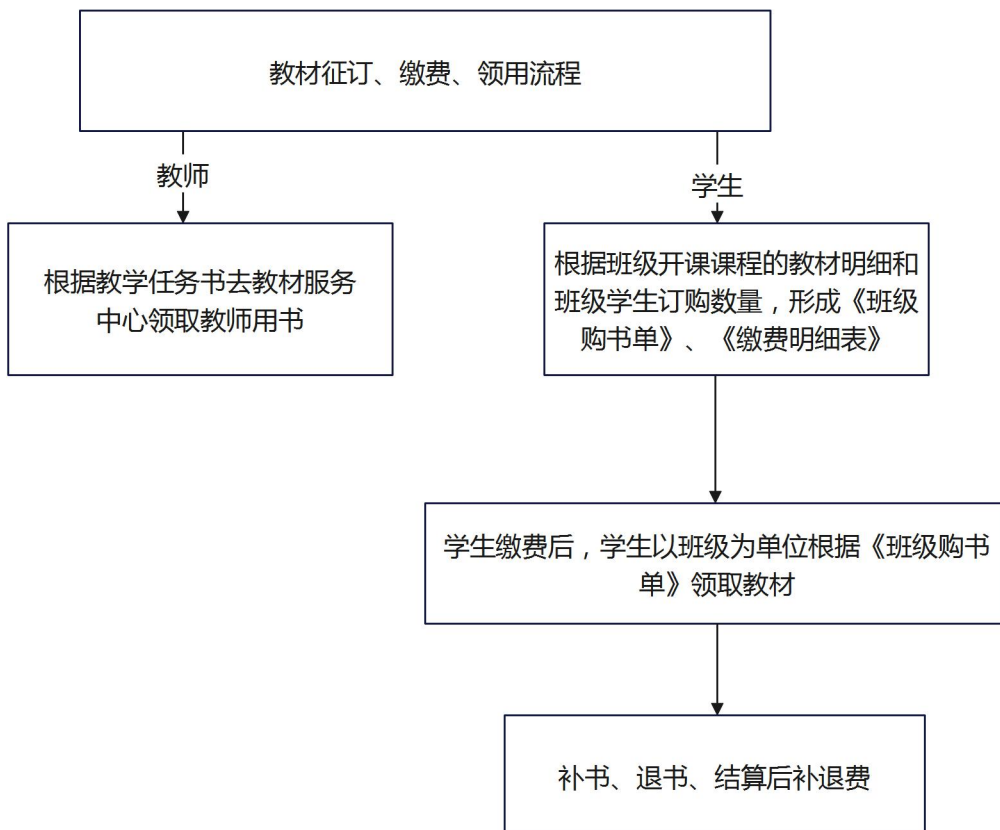 教材征订、缴费、领用流程
教师
学生
根据教学任务书去教材服务
中心领取教师用书
根据班级开课课程的教材明细和
班级学生订购数量，形成《班级
购书单》、《缴费明细表》
学生缴费后，学生以班级为单位根据《班级购书
单》领取教材
补书、退书、结算后补退费